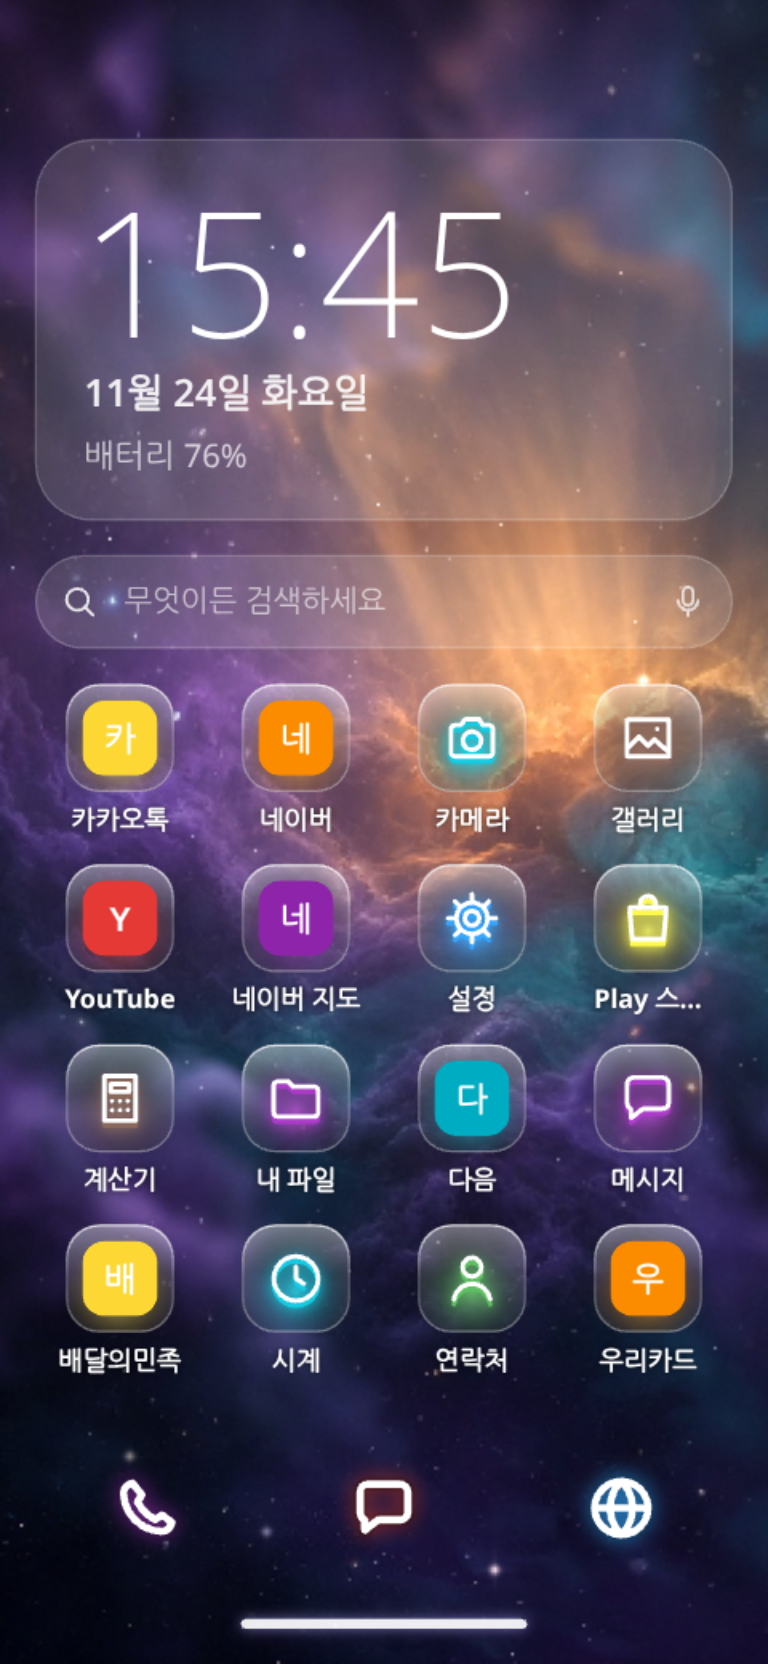 15:45
11월 24일 화요일
배터리 76%
무엇이든 검색하세요
카 네
카카오톡 네이버 카메라 갤러리
Y 네
YouTube 네이버 지도 설정 Play 스...
다
계산기 내 파일 다음 메시지
배 우
배달의민족 시계 연락처 우리카드